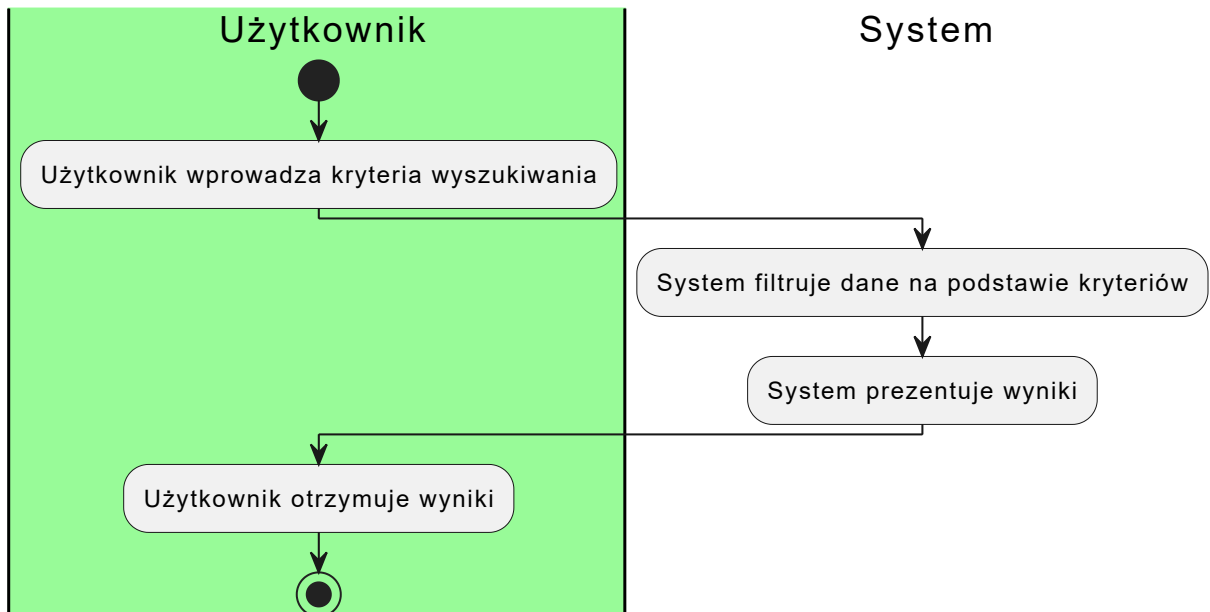 Użytkownik
System
Użytkownik wprowadza kryteria wyszukiwania
System filtruje dane na podstawie kryteriów
System prezentuje wyniki
Użytkownik otrzymuje wyniki